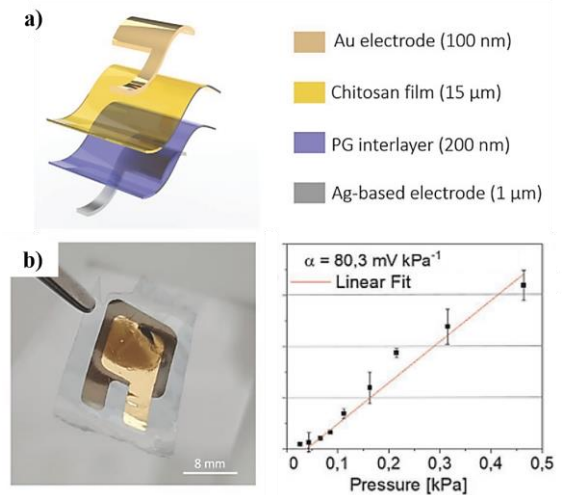 a)
Au electrode (100 nm)
Chitosan film (15 μm)
PG interlayer (200 nm)
Ag-based electrode (1 μm)
b)
8 mm
α = 80,3 mV kPa⁻¹
Linear Fit
0 0,1 0,2 0,3 0,4 0,5
Pressure [kPa]